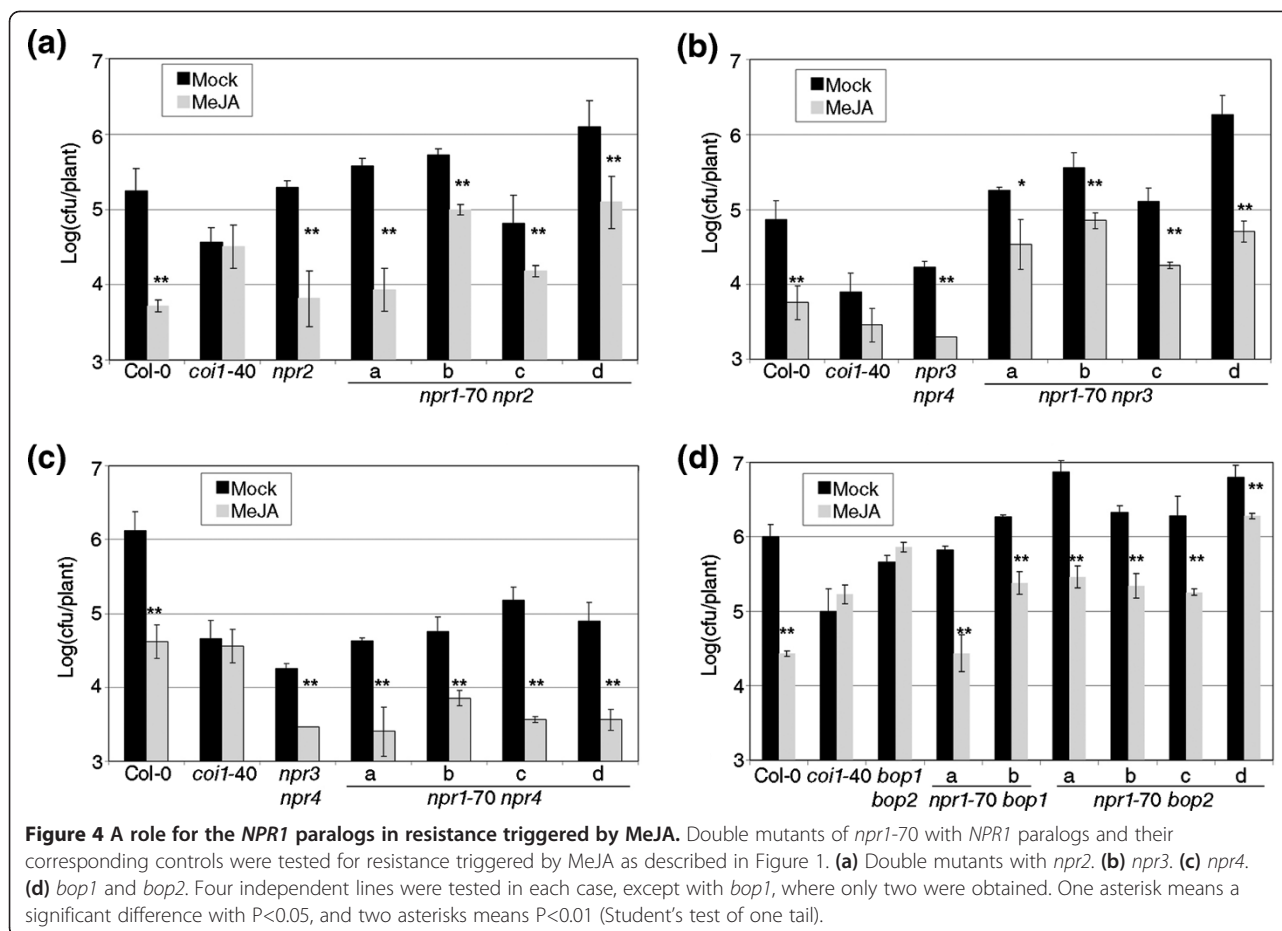 (a)
7
6
5
4
3
Log(cfu/plant)
Mock
MeJA
**
**
**
**
**
**
Col-0 coi1-40 npr2 a b c d
npr1-70 npr2
(b)
7
6
5
4
3
Log(cfu/plant)
Mock
MeJA
**
**
*
**
**
**
Col-0 coi1-40 npr3 a b c d
npr4 npr1-70 npr3
(c)
7
6
5
4
3
Log(cfu/plant)
Mock
MeJA
**
**
**
**
**
**
Col-0 coi1-40 npr3 a b c d
npr4 npr1-70 npr4
(d)
7
6
5
4
3
Log(cfu/plant)
Mock
MeJA
**
**
**
**
**
**
**
Col-0 coi1-40 bop1 a b a b c d
bop2 npr1-70 bop1 npr1-70 bop2
Figure 4 A role for the NPR1 paralogs in resistance triggered by MeJA. Double mutants of npr1-70 with NPR1 paralogs and their
corresponding controls were tested for resistance triggered by MeJA as described in Figure 1. (a) Double mutants with npr2. (b) npr3. (c) npr4.
(d) bop1 and bop2. Four independent lines were tested in each case, except with bop1, where only two were obtained. One asterisk means a
significant difference with P<0.05, and two asterisks means P<0.01 (Student's test of one tail).